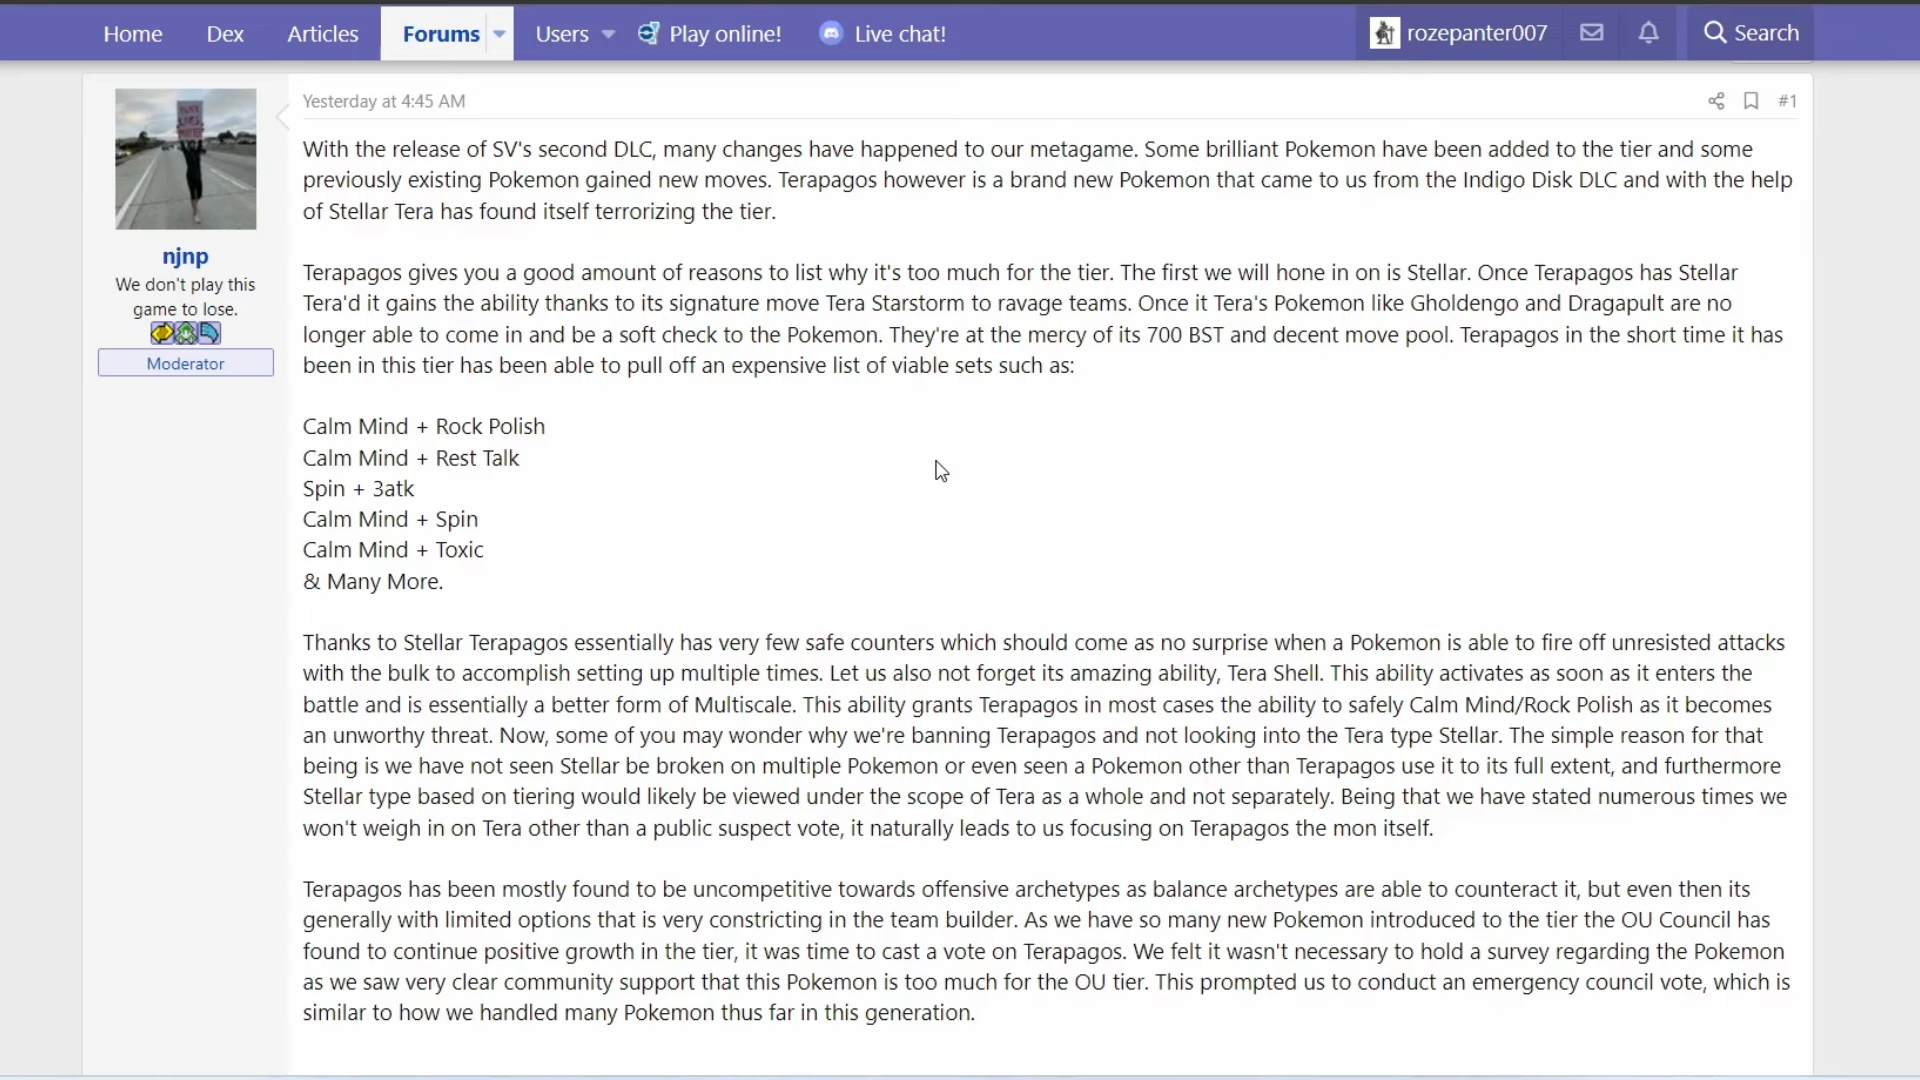 Home Dex Articles Forums Users Play online! Live chat! rozepanter007 Search
Yesterday at 4:45 AM #1
njnp
We don't play this
game to lose.
Moderator
With the release of SV's second DLC, many changes have happened to our metagame. Some brilliant Pokemon have been added to the tier and some
previously existing Pokemon gained new moves. Terapagos however is a brand new Pokemon that came to us from the Indigo Disk DLC and with the help
of Stellar Tera has found itself terrorizing the tier.
Terapagos gives you a good amount of reasons to list why it's too much for the tier. The first we will hone in on is Stellar. Once Terapagos has Stellar
Tera'd it gains the ability thanks to its signature move Tera Starstorm to ravage teams. Once it Tera's Pokemon like Gholdengo and Dragapult are no
longer able to come in and be a soft check to the Pokemon. They're at the mercy of its 700 BST and decent move pool. Terapagos in the short time it has
been in this tier has been able to pull off an expensive list of viable sets such as:
Calm Mind + Rock Polish
Calm Mind + Rest Talk
Spin + 3atk
Calm Mind + Spin
Calm Mind + Toxic
& Many More.
Thanks to Stellar Terapagos essentially has very few safe counters which should come as no surprise when a Pokemon is able to fire off unresisted attacks
with the bulk to accomplish setting up multiple times. Let us also not forget its amazing ability, Tera Shell. This ability activates as soon as it enters the
battle and is essentially a better form of Multiscale. This ability grants Terapagos in most cases the ability to safely Calm Mind/Rock Polish as it becomes
an unworthy threat. Now, some of you may wonder why we're banning Terapagos and not looking into the Tera type Stellar. The simple reason for that
being is we have not seen Stellar be broken on multiple Pokemon or even seen a Pokemon other than Terapagos use it to its full extent, and furthermore
Stellar type based on tiering would likely be viewed under the scope of Tera as a whole and not separately. Being that we have stated numerous times we
won't weigh in on Tera other than a public suspect vote, it naturally leads to us focusing on Terapagos the mon itself.
Terapagos has been mostly found to be uncompetitive towards offensive archetypes as balance archetypes are able to counteract it, but even then its
generally with limited options that is very constricting in the team builder. As we have so many new Pokemon introduced to the tier the OU Council has
found to continue positive growth in the tier, it was time to cast a vote on Terapagos. We felt it wasn't necessary to hold a survey regarding the Pokemon
as we saw very clear community support that this Pokemon is too much for the OU tier. This prompted us to conduct an emergency council vote, which is
similar to how we handled many Pokemon thus far in this generation.